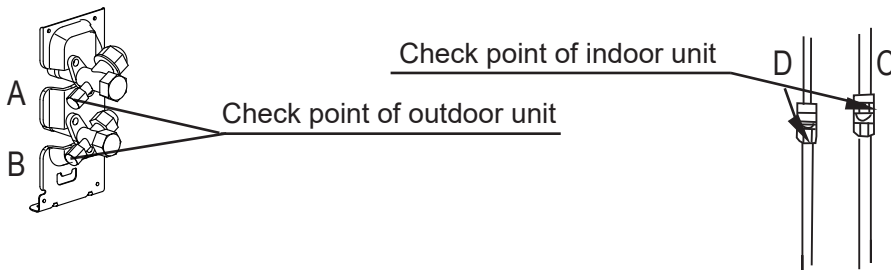 Check point of indoor unit
D
C
A
Check point of outdoor unit
B